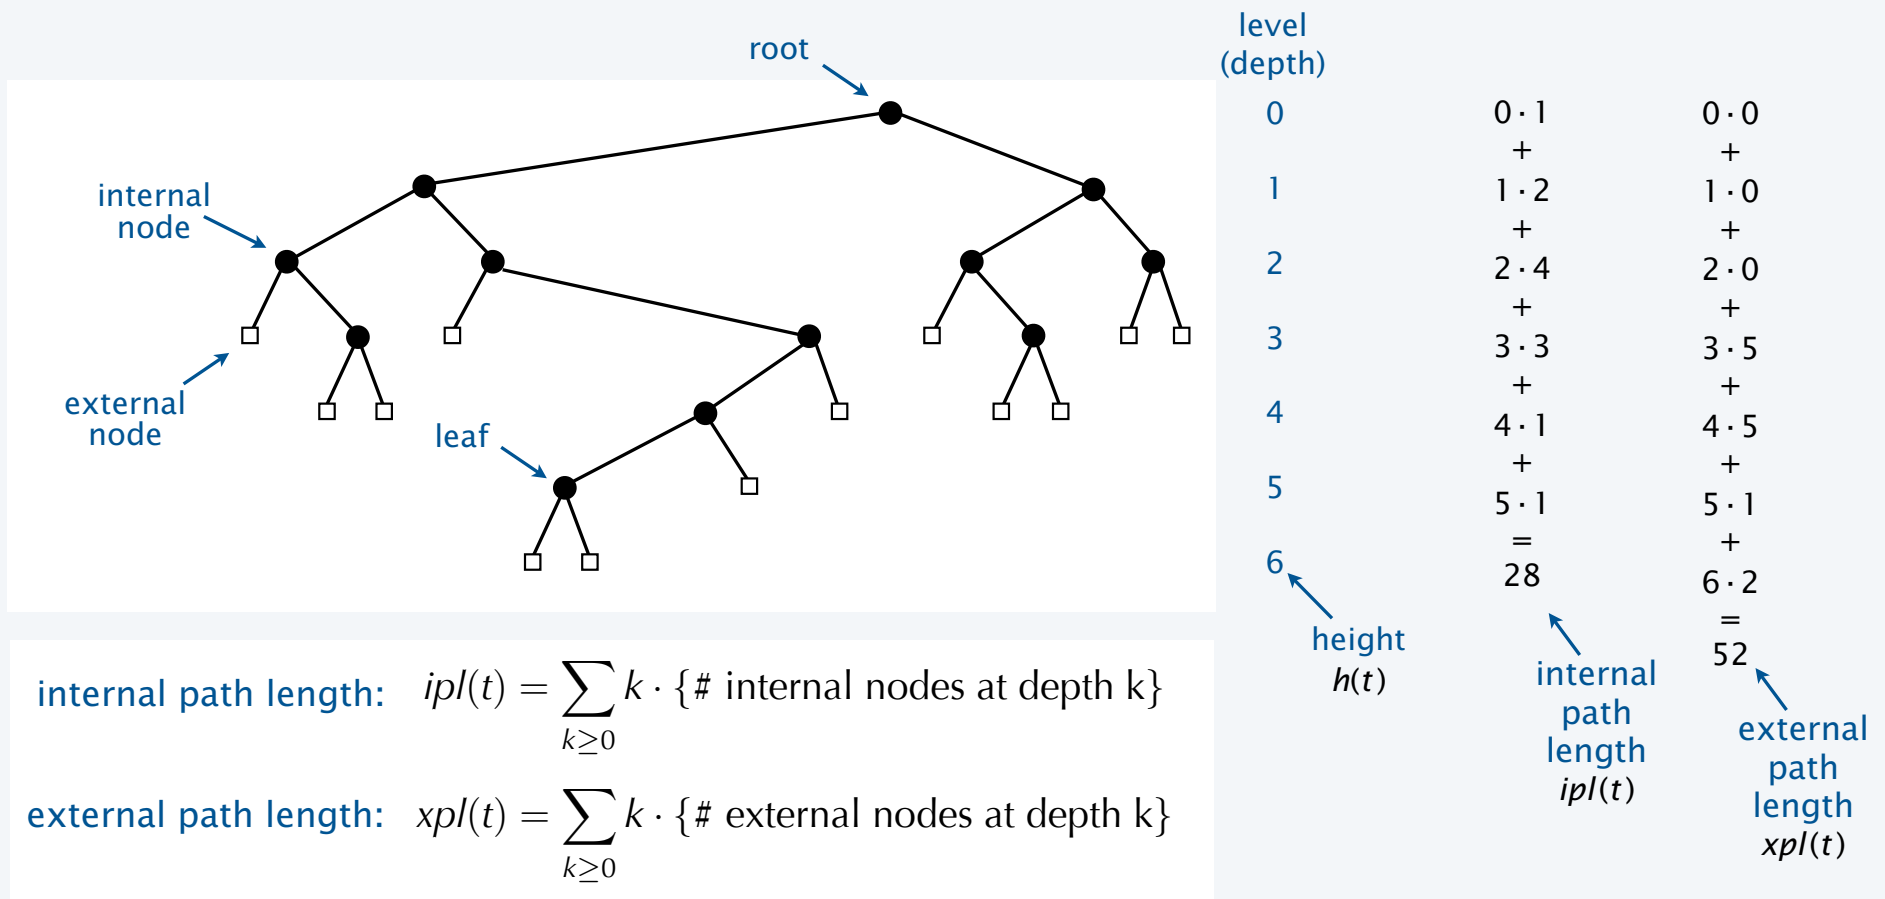 root
internal
node
external
node
leaf
level
(depth)
0
1
2
3
4
5
6
height
h(t)
0 · 1
+
1 · 2
+
2 · 4
+
3 · 3
+
4 · 1
+
5 · 1
=
28
internal
path
length
ipl(t)
0 · 0
+
1 · 0
+
2 · 0
+
3 · 5
+
4 · 5
+
5 · 1
+
6 · 2
=
52
external
path
length
xpl(t)
internal path length: ipl(t) = ∑_{k≥0} k · {# internal nodes at depth k}
external path length: xpl(t) = ∑_{k≥0} k · {# external nodes at depth k}